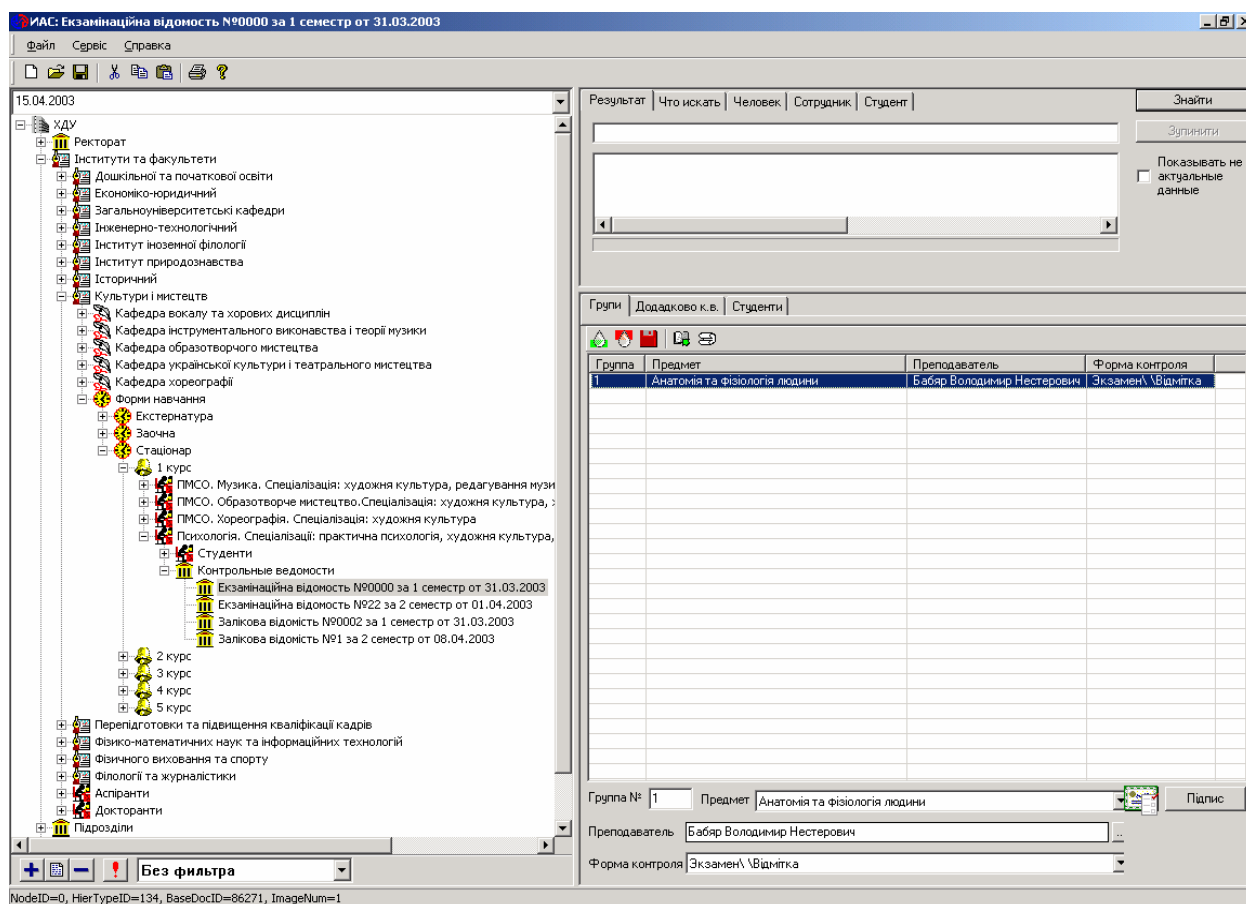 ИАС: Екзамінаційна відомость №0000 за 1 семестр от 31.03.2003
Файл Сервіс Справка
15.04.2003
ХДУ
Ректорат
Інститути та факультети
Дошкільної та початкової освіти
Економіко-юридичний
Загальноуніверситетські кафедри
Інженерно-технологічний
Інститут іноземної філології
Інститут природознавства
Історичний
Культури і мистецтв
Кафедра вокалу та хорових дисциплін
Кафедра інструментального виконавства і теорії музики
Кафедра образотворчого мистецтва
Кафедра української культури і театрального мистецтва
Кафедра хореографії
Форми навчання
Екстернатура
Заочна
Стаціонар
1 курс
ПМСО. Музика. Спеціалізація: художня культура, редагування музи
ПМСО. Образотворче мистецтво.Спеціалізація: художня культура,
ПМСО. Хореографія. Спеціалізація: художня культура
Психологія. Спеціалізації: практична психологія, художня культура,
Студенти
Контрольные ведомости
Екзамінаційна відомость №0000 за 1 семестр от 31.03.2003
Екзамінаційна відомость №22 за 2 семестр от 01.04.2003
Залікова відомість №0002 за 1 семестр от 31.03.2003
Залікова відомість №1 за 2 семестр от 08.04.2003
2 курс
3 курс
4 курс
5 курс
Перепідготовки та підвищення кваліфікації кадрів
Фізико-математичних наук та інформаційних технологій
Фізичного виховання та спорту
Філології та журналістики
Аспіранти
Докторанти
Підрозділи
Без фильтра
NodeID=0, HierTypeID=134, BaseDocID=86271, ImageNum=1
Результат Что искать Человек Сотрудник Студент
Знайти
Зупинити
Показывать не
актуальные
данные
Групи Додадково к.в. Студенти
Группа Предмет Преподаватель Форма контроля
1 Анатомія та фізіологія людини Бабяр Володимир Нестерович Экзамен\ \Відмітка
Группа № 1 Предмет Анатомія та фізіологія людини Підпис
Преподаватель Бабяр Володимир Нестерович ..
Форма контроля Экзамен\ \Відмітка